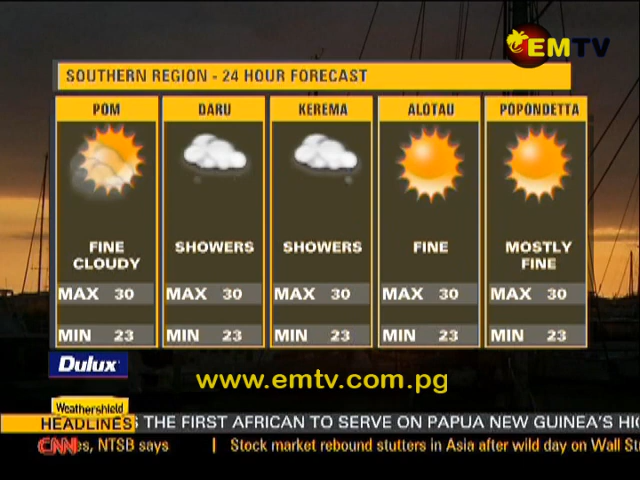 EMTV
SOUTHERN REGION - 24 HOUR FORECAST
POM
FINE
CLOUDY
MAX 30
MIN 23
DARU
SHOWERS
MAX 30
MIN 23
KEREMA
SHOWERS
MAX 30
MIN 23
ALOTAU
FINE
MAX 30
MIN 23
POPONDETTA
MOSTLY
FINE
MAX 30
MIN 23
Dulux
Weathershield
www.emtv.com.pg
HEADLINES S THE FIRST AFRICAN TO SERVE ON PAPUA NEW GUINEA'S HIG
CNN es, NTSB says | Stock market rebound stutters in Asia after wild day on Wall Str